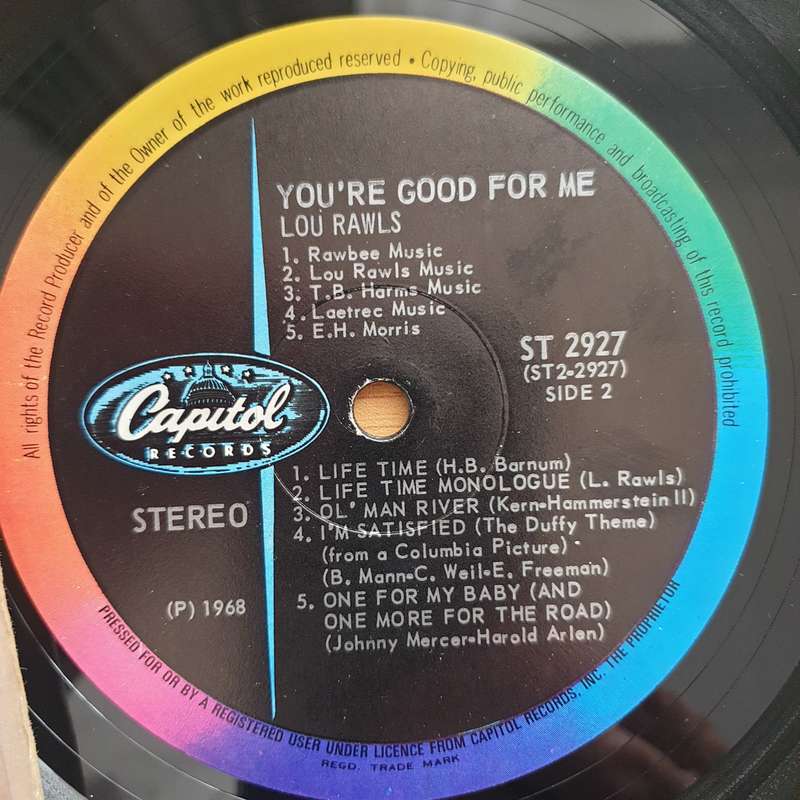 All rights of the Record Producer and of the Owner of the work reproduced reserved • Copying, public performance and broadcasting of this record prohibited
YOU'RE GOOD FOR ME
LOU RAWLS
1. Rawbee Music
2. Lou Rawls Music
3. T.B. Harms Music
4. Laetrec Music
5. E.H. Morris
ST 2927
(ST2-2927)
SIDE 2
Capitol
RECORDS
STEREO
(P) 1968
1. LIFE TIME (H.B. Barnum)
2. LIFE TIME MONOLOGUE (L. Rawls)
3. OL' MAN RIVER (Kern-Hammerstein II)
4. I'M SATISFIED (The Duffy Theme)
(from a Columbia Picture)
(B. Mann-C. Weil-E. Freeman)
5. ONE FOR MY BABY (AND
ONE MORE FOR THE ROAD)
(Johnny Mercer-Harold Arlen)
PRESSED FOR OR BY A REGISTERED USER UNDER LICENCE FROM CAPITOL RECORDS, INC. THE PROPRIETOR
REGD. TRADE MARK